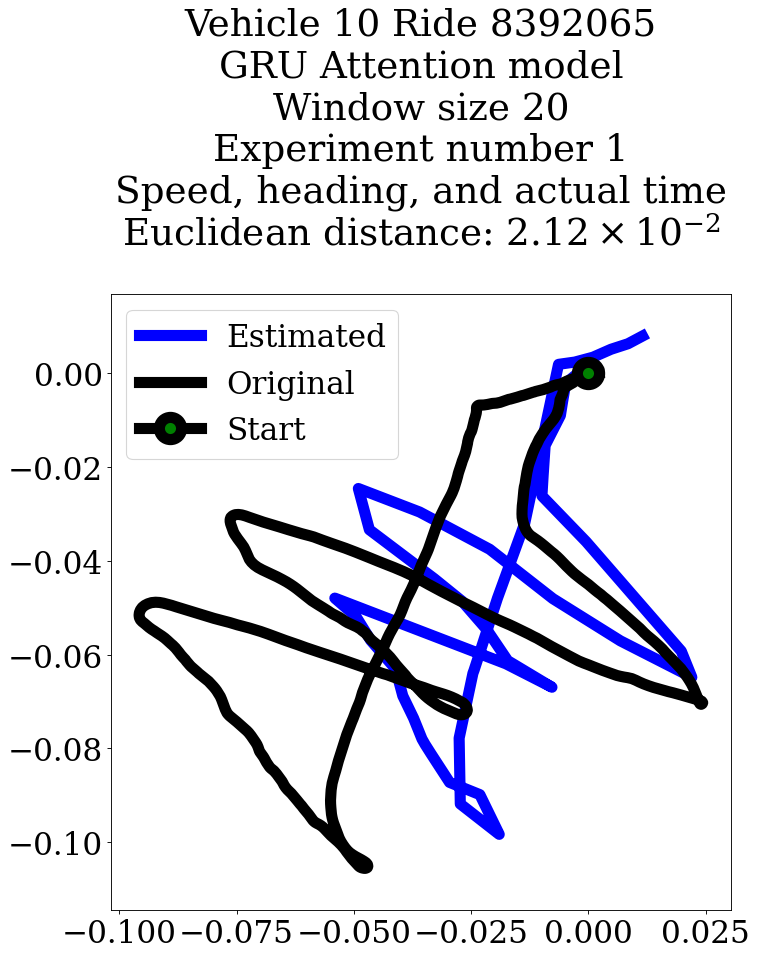 Vehicle 10 Ride 8392065
GRU Attention model
Window size 20
Experiment number 1
Speed, heading, and actual time
Euclidean distance: 2.12 × 10⁻²
Estimated
Original
Start
0.00
−0.02
−0.04
−0.06
−0.08
−0.10
−0.100 −0.075 −0.050 −0.025 0.000 0.025